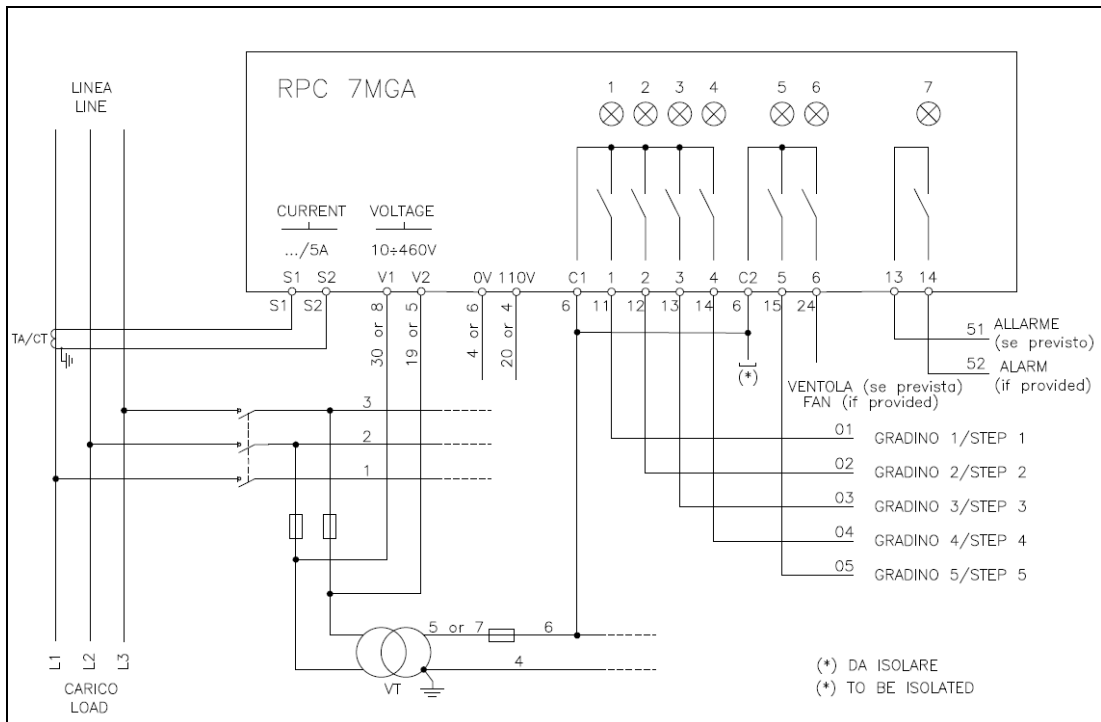 RPC 7MGA
1 2 3 4 5 6 7
LINEA
LINE
CURRENT VOLTAGE
.../5A 10÷460V
S1 S2 V1 V2 0V 110V C1 1 2 3 4 C2 5 6 13 14
S1 S2 30 or 8 19 or 5 4 or 6 20 or 4 6 11 12 13 14 6 15 24
TA/CT
51 ALLARME
(se previsto)
52 ALARM
(if provided)
(*)
VENTOLA (se prevista)
FAN (if provided)
3
2
1
01 GRADINO 1/STEP 1
02 GRADINO 2/STEP 2
03 GRADINO 3/STEP 3
04 GRADINO 4/STEP 4
05 GRADINO 5/STEP 5
5 or 7 6
4
VT
L1 L2 L3
CARICO
LOAD
(*) DA ISOLARE
(*) TO BE ISOLATED